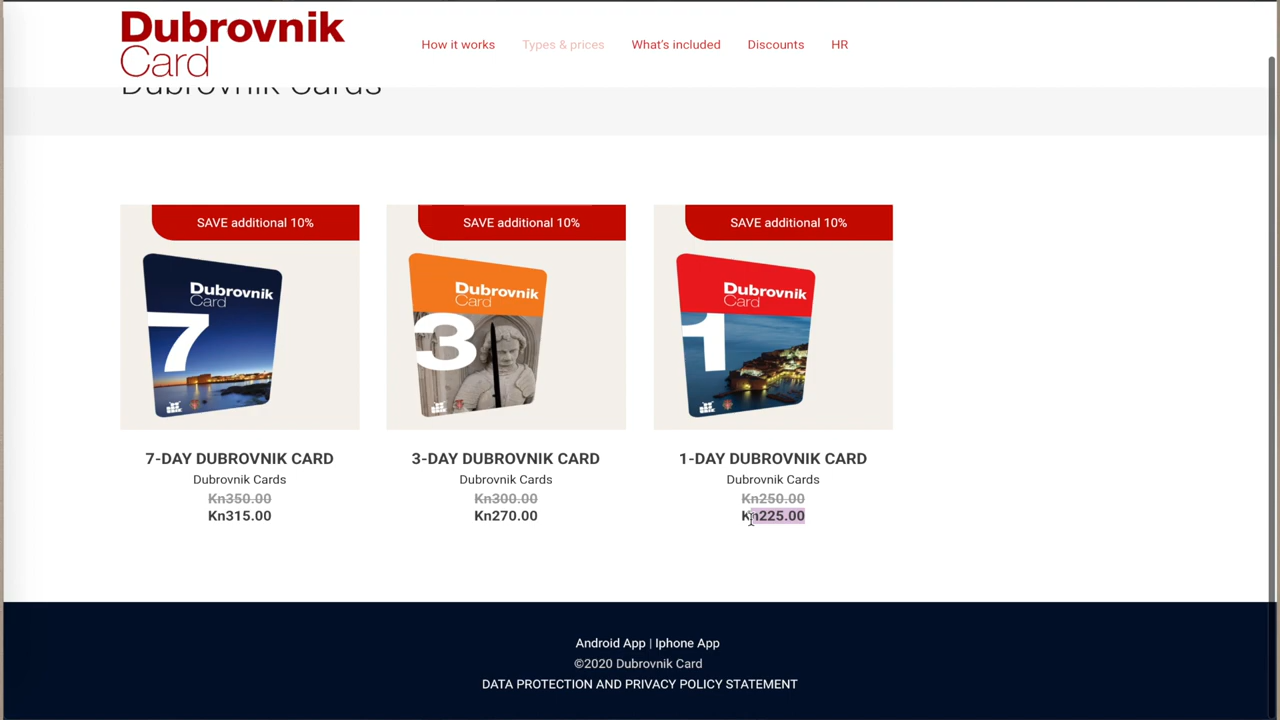 Dubrovnik
Card
How it works
Types & prices
What's included
Discounts
HR
Dubrovnik Cards
SAVE additional 10%
Dubrovnik
Card
7
7-DAY DUBROVNIK CARD
Dubrovnik Cards
Kn350.00
Kn315.00
SAVE additional 10%
Dubrovnik
Card
3
3-DAY DUBROVNIK CARD
Dubrovnik Cards
Kn300.00
Kn270.00
SAVE additional 10%
Dubrovnik
Card
1
1-DAY DUBROVNIK CARD
Dubrovnik Cards
Kn250.00
Kn225.00
Android App | Iphone App
©2020 Dubrovnik Card
DATA PROTECTION AND PRIVACY POLICY STATEMENT